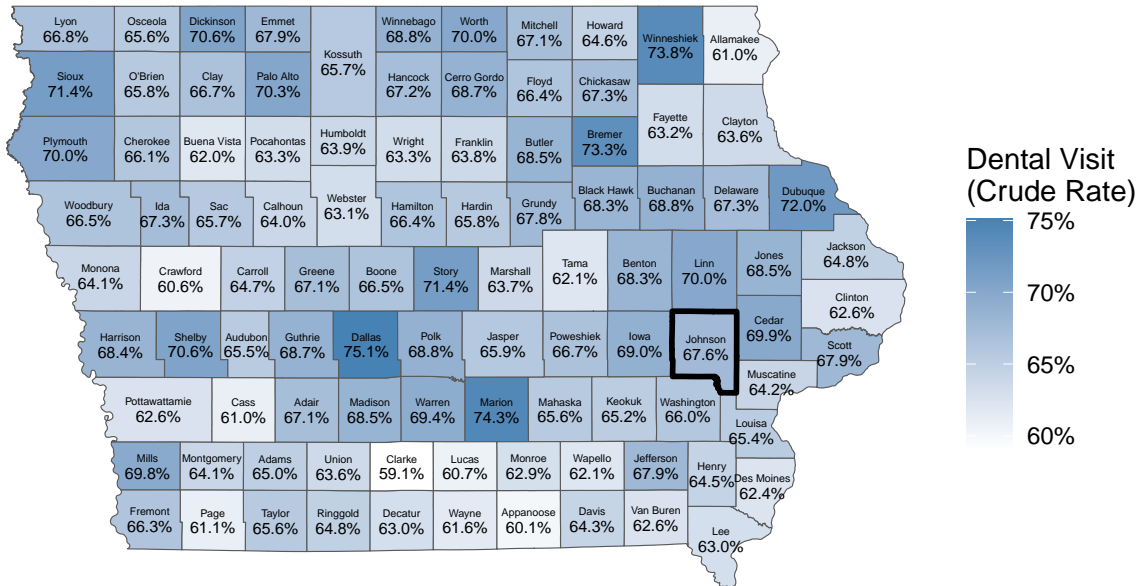 Lyon
66.8%
Osceola
65.6%
Dickinson
70.6%
Emmet
67.9%
Kossuth
65.7%
Winnebago
68.8%
Worth
70.0%
Mitchell
67.1%
Howard
64.6%
Winneshiek
73.8%
Allamakee
61.0%
Sioux
71.4%
O'Brien
65.8%
Clay
66.7%
Palo Alto
70.3%
Hancock
67.2%
Cerro Gordo
68.7%
Floyd
66.4%
Chickasaw
67.3%
Fayette
63.2%
Clayton
63.6%
Plymouth
70.0%
Cherokee
66.1%
Buena Vista
62.0%
Pocahontas
63.3%
Humboldt
63.9%
Wright
63.3%
Franklin
63.8%
Butler
68.5%
Bremer
73.3%
Woodbury
66.5%
Ida
67.3%
Sac
65.7%
Calhoun
64.0%
Webster
63.1%
Hamilton
66.4%
Hardin
65.8%
Grundy
67.8%
Black Hawk
68.3%
Buchanan
68.8%
Delaware
67.3%
Dubuque
72.0%
Monona
64.1%
Crawford
60.6%
Carroll
64.7%
Greene
67.1%
Boone
66.5%
Story
71.4%
Marshall
63.7%
Tama
62.1%
Benton
68.3%
Linn
70.0%
Jones
68.5%
Jackson
64.8%
Clinton
62.6%
Harrison
68.4%
Shelby
70.6%
Audubon
65.5%
Guthrie
68.7%
Dallas
75.1%
Polk
68.8%
Jasper
65.9%
Poweshiek
66.7%
Iowa
69.0%
Johnson
67.6%
Cedar
69.9%
Scott
67.9%
Muscatine
64.2%
Pottawattamie
62.6%
Cass
61.0%
Adair
67.1%
Madison
68.5%
Warren
69.4%
Marion
74.3%
Mahaska
65.6%
Keokuk
65.2%
Washington
66.0%
Louisa
65.4%
Mills
69.8%
Montgomery
64.1%
Adams
65.0%
Union
63.6%
Clarke
59.1%
Lucas
60.7%
Monroe
62.9%
Wapello
62.1%
Jefferson
67.9%
Henry
64.5%
Des Moines
62.4%
Fremont
66.3%
Page
61.1%
Taylor
65.6%
Ringgold
64.8%
Decatur
63.0%
Wayne
61.6%
Appanoose
60.1%
Davis
64.3%
Van Buren
62.6%
Lee
63.0%
Dental Visit
(Crude Rate)
75%
70%
65%
60%